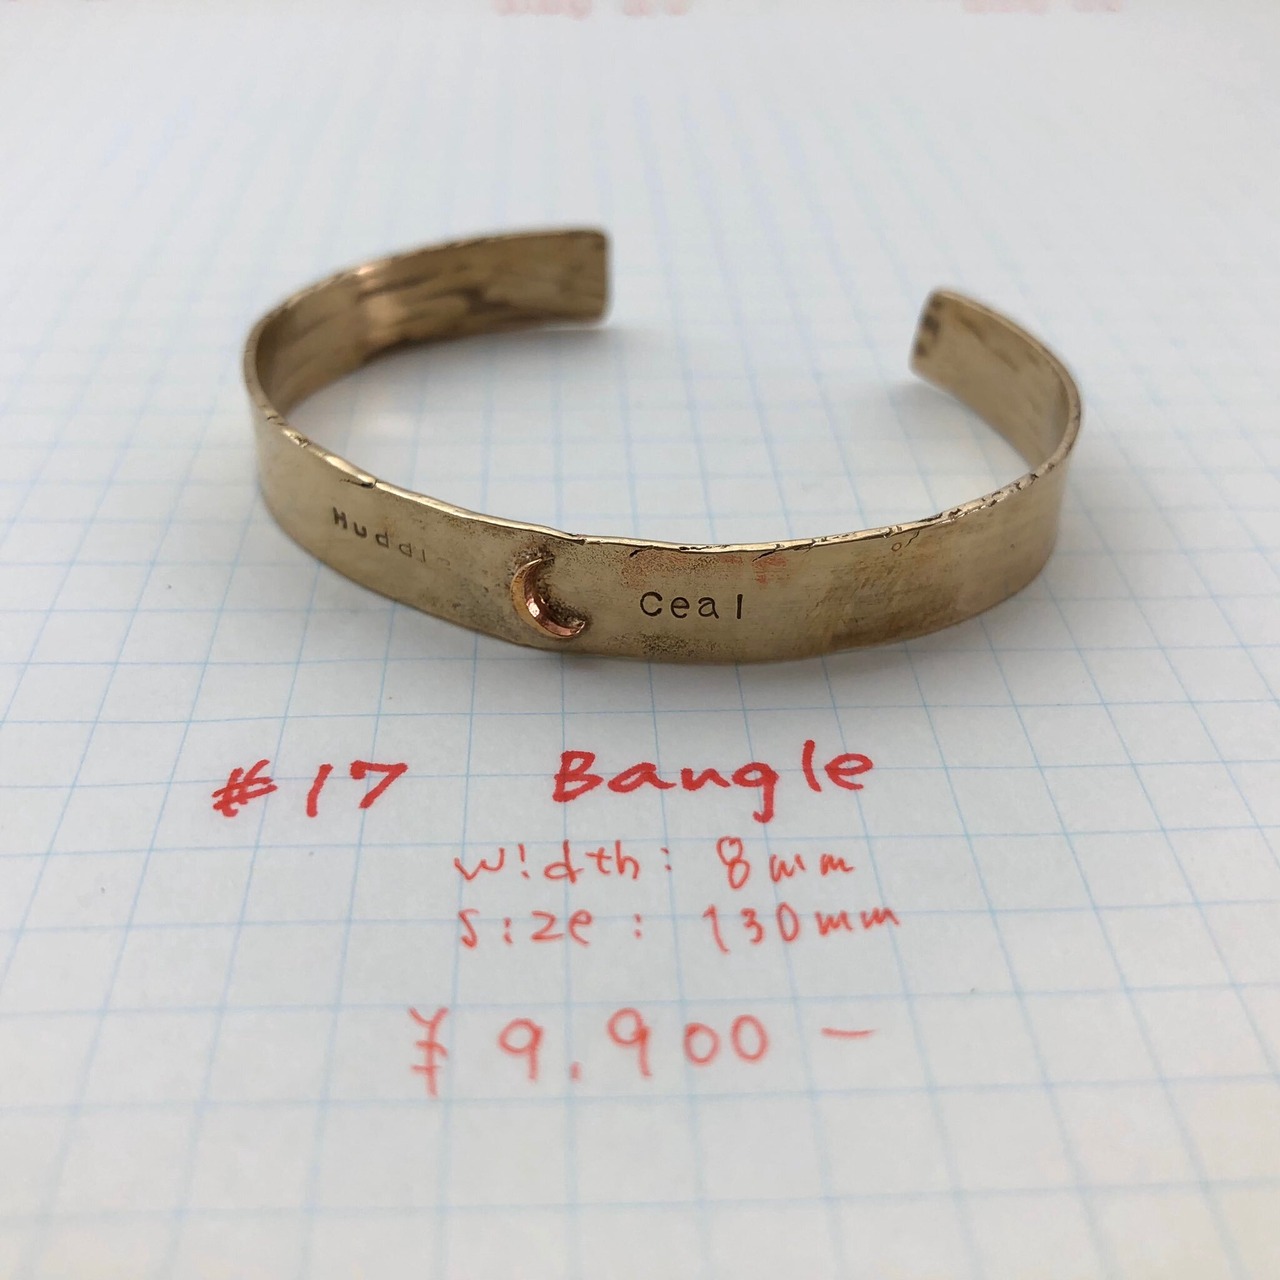 Ceal
#17 Bangle
width: 8mm
size: 130mm
¥9.900-